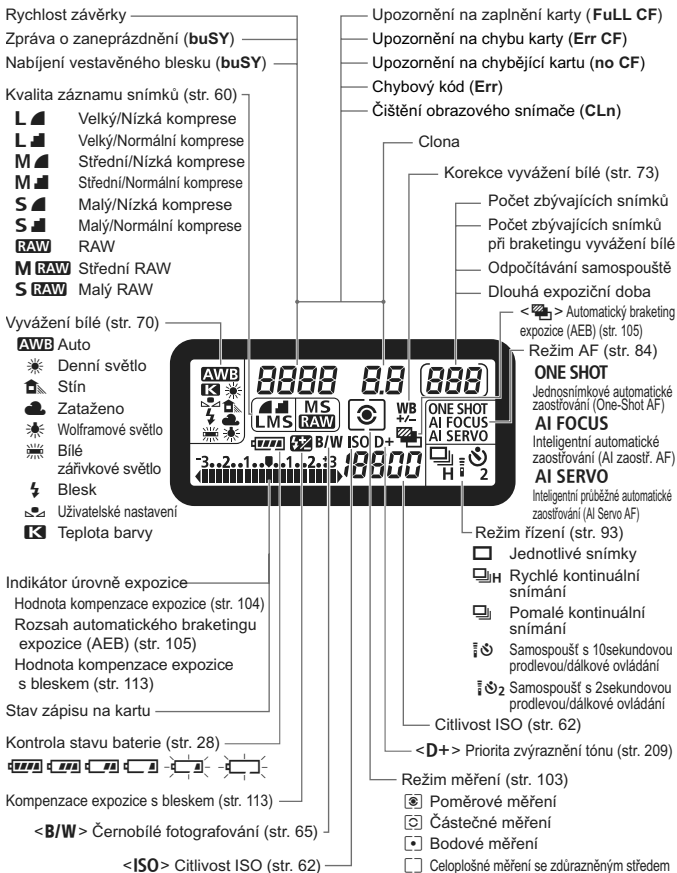 Rychlost závěrky
Zpráva o zaneprázdnění (buSY)
Nabíjení vestavěného blesku (buSY)
Kvalita záznamu snímků (str. 60)
L Velký/Nízká komprese
L Velký/Normální komprese
M Střední/Nízká komprese
M Střední/Normální komprese
S Malý/Nízká komprese
S Malý/Normální komprese
RAW RAW
M RAW Střední RAW
S RAW Malý RAW
Vyvážení bílé (str. 70)
AWB Auto
Denní světlo
Stín
Zataženo
Wolframové světlo
Bílé
zářivkové světlo
Blesk
Uživatelské nastavení
K Teplota barvy
Indikátor úrovně expozice
Hodnota kompenzace expozice (str. 104)
Rozsah automatického braketingu
expozice (AEB) (str. 105)
Hodnota kompenzace expozice
s bleskem (str. 113)
Stav zápisu na kartu
Kontrola stavu baterie (str. 28)
Kompenzace expozice s bleskem (str. 113)
<B/W> Černobílé fotografování (str. 65)
<ISO> Citlivost ISO (str. 62)
Upozornění na zaplnění karty (FuLL CF)
Upozornění na chybu karty (Err CF)
Upozornění na chybějící kartu (no CF)
Chybový kód (Err)
Čištění obrazového snímače (CLn)
Clona
Korekce vyvážení bílé (str. 73)
Počet zbývajících snímků
Počet zbývajících snímků
při braketingu vyvážení bílé
Odpočítávání samospouště
Dlouhá expoziční doba
< > Automatický braketing
expozice (AEB) (str. 105)
Režim AF (str. 84)
ONE SHOT
Jednosnímkové automatické
zaostřování (One-Shot AF)
AI FOCUS
Inteligentní automatické
zaostřování (AI zaostř. AF)
AI SERVO
Inteligentní průběžné automatické
zaostřování (AI Servo AF)
AWB 8888 8.8 (888)
K
LMS MS RAW WB +/- ONE SHOT
AI FOCUS
AI SERVO
B/W ISO D+
-3..2..1..0..1..2..+3 18800 H 2
Režim řízení (str. 93)
Jednotlivé snímky
H Rychlé kontinuální
snímání
Pomalé kontinuální
snímání
Samospoušť s 10sekundovou
prodlevou/dálkové ovládání
2 Samospoušť s 2sekundovou
prodlevou/dálkové ovládání
Citlivost ISO (str. 62)
<D+> Priorita zvýraznění tónu (str. 209)
Režim měření (str. 103)
Poměrové měření
Částečné měření
Bodové měření
Celoplošné měření se zdůrazněným středem